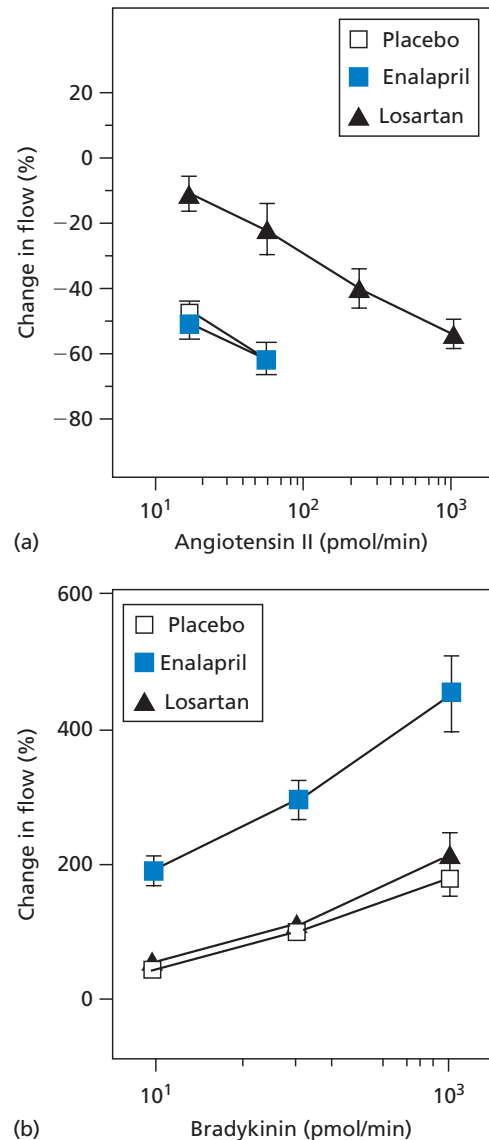 Placebo
Enalapril
Losartan
20
0
−20
−40
−60
−80
Change in flow (%)
10¹ 10² 10³
(a) Angiotensin II (pmol/min)
600
Placebo
Enalapril
Losartan
400
200
0
Change in flow (%)
10¹ 10³
(b) Bradykinin (pmol/min)